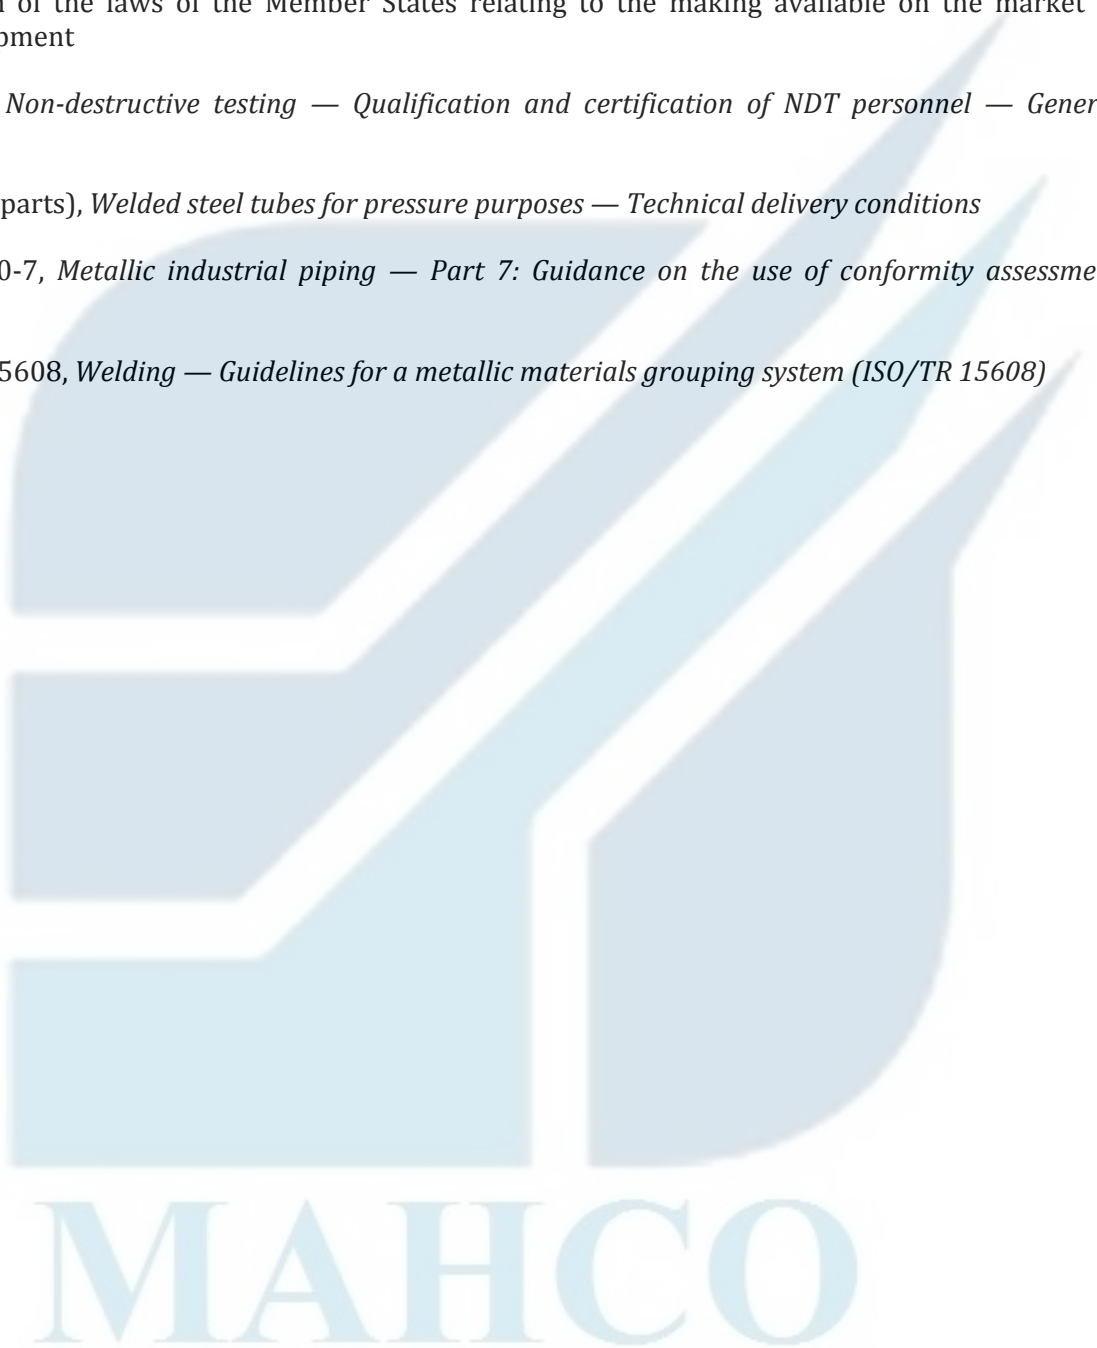 of the laws of the Member States relating to the making available on the market
pment
Non-destructive testing — Qualification and certification of NDT personnel — Gener
parts), Welded steel tubes for pressure purposes — Technical delivery conditions
0-7, Metallic industrial piping — Part 7: Guidance on the use of conformity assessme
5608, Welding — Guidelines for a metallic materials grouping system (ISO/TR 15608)
MAHCO